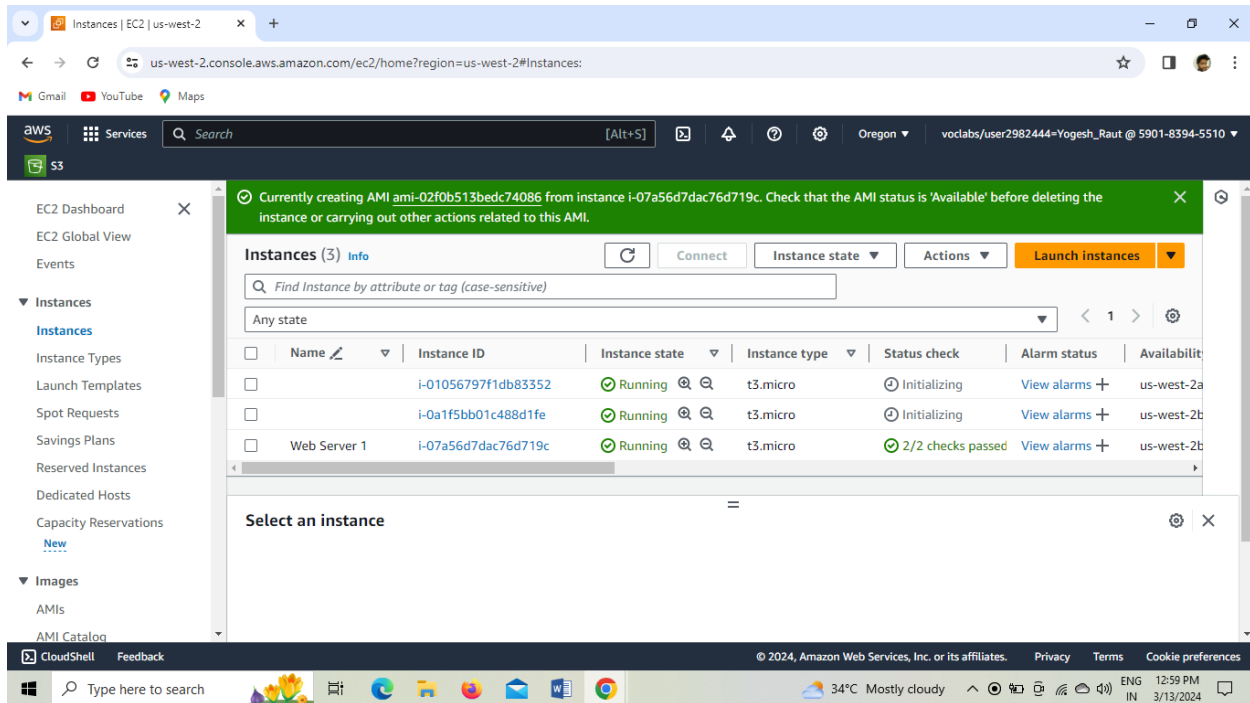 Instances | EC2 | us-west-2
us-west-2.console.aws.amazon.com/ec2/home?region=us-west-2#Instances:
Gmail YouTube Maps
aws Services Search [Alt+S] Oregon voclabs/user2982444=Yogesh_Raut @ 5901-8394-5510
S3
EC2 Dashboard
EC2 Global View
Events
Instances
Instances
Instance Types
Launch Templates
Spot Requests
Savings Plans
Reserved Instances
Dedicated Hosts
Capacity Reservations
New
Images
AMIs
AMI Catalog
Currently creating AMI ami-02f0b513bedc74086 from instance i-07a56d7dac76d719c. Check that the AMI status is 'Available' before deleting the
instance or carrying out other actions related to this AMI.
Instances (3) Info Connect Instance state Actions Launch instances
Find Instance by attribute or tag (case-sensitive)
Any state 1
Name Instance ID Instance state Instance type Status check Alarm status Availability
i-01056797f1db83352 Running t3.micro Initializing View alarms us-west-2a
i-0a1f5bb01c488d1fe Running t3.micro Initializing View alarms us-west-2b
Web Server 1 i-07a56d7dac76d719c Running t3.micro 2/2 checks passed View alarms us-west-2b
Select an instance
CloudShell Feedback © 2024, Amazon Web Services, Inc. or its affiliates. Privacy Terms Cookie preferences
Type here to search 34°C Mostly cloudy ENG 12:59 PM
IN 3/13/2024